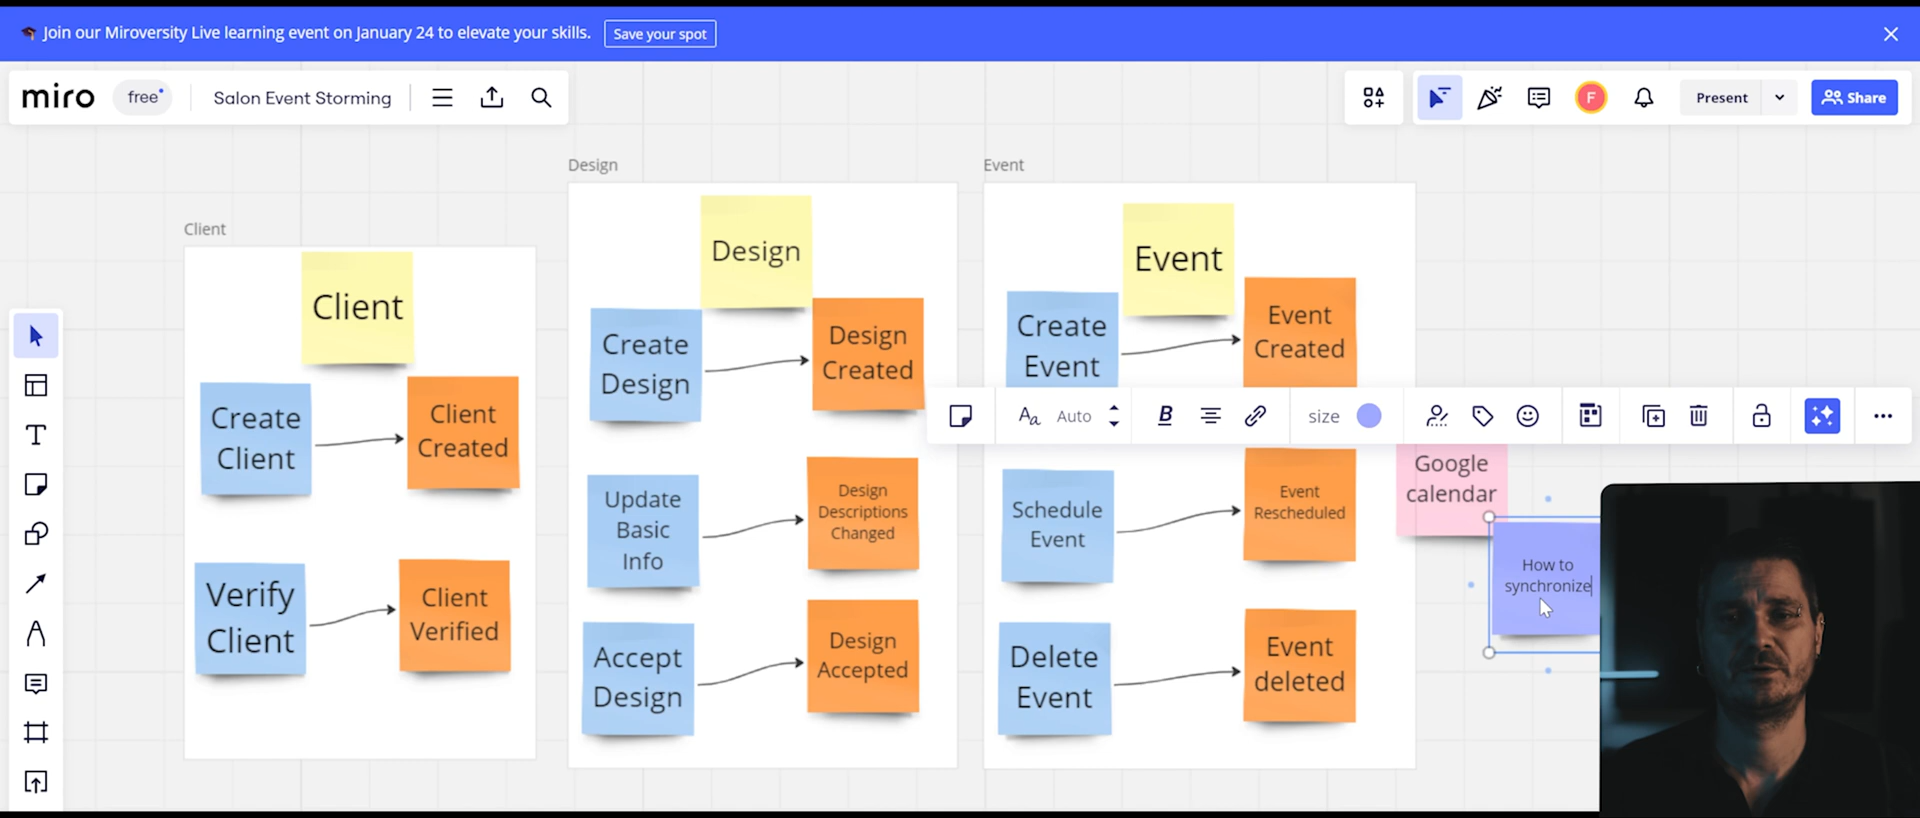 Join our Miroversity Live learning event on January 24 to elevate your skills.
Save your spot
miro
free
Salon Event Storming
F
Present
Share
Client
Client
Create
Client
Client
Created
Verify
Client
Client
Verified
Design
Design
Create
Design
Design
Created
Update
Basic
Info
Design
Descriptions
Changed
Accept
Design
Design
Accepted
Event
Event
Create
Event
Event
Created
Aa
Auto
B
size
Schedule
Event
Event
Rescheduled
Delete
Event
Event
deleted
Google
calendar
How to
synchronize